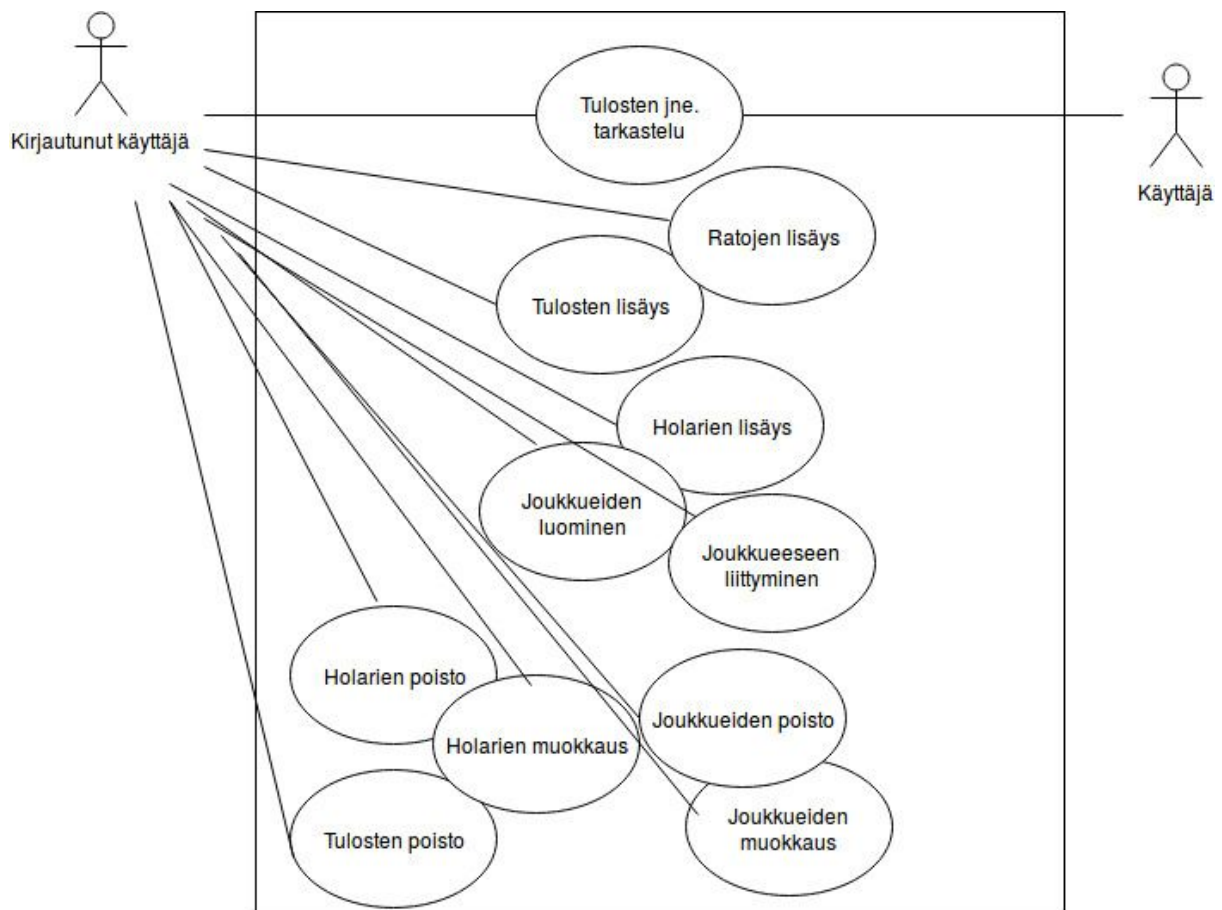 Tulosten jne.
tarkastelu
Kirjautunut käyttäjä
Käyttäjä
Ratojen lisäys
Tulosten lisäys
Holarien lisäys
Joukkueiden
luominen
Joukkueeseen
liittyminen
Holarien poisto
Joukkueiden poisto
Holarien muokkaus
Tulosten poisto
Joukkueiden
muokkaus